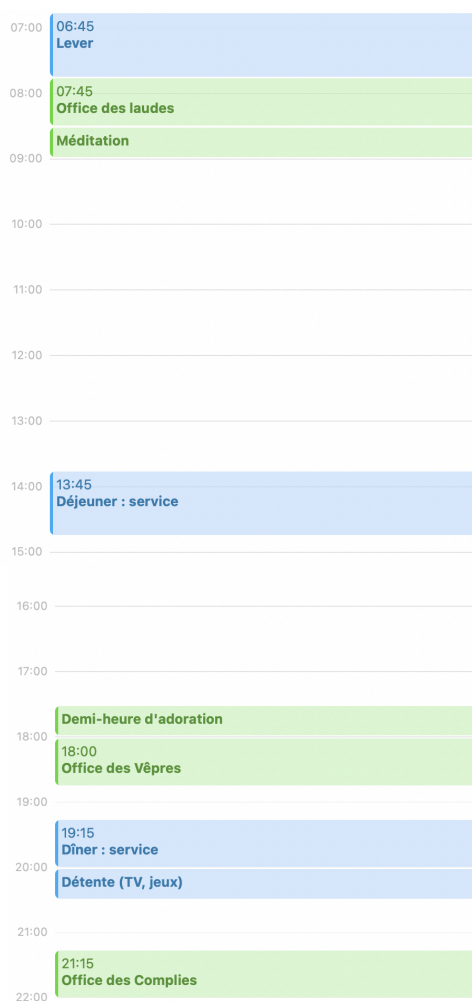 07:00
06:45
Lever
08:00
07:45
Office des laudes
Méditation
09:00
10:00
11:00
12:00
13:00
14:00
13:45
Déjeuner : service
15:00
16:00
17:00
Demi-heure d'adoration
18:00
18:00
Office des Vêpres
19:00
19:15
Dîner : service
20:00
Détente (TV, jeux)
21:00
21:15
Office des Complies
22:00